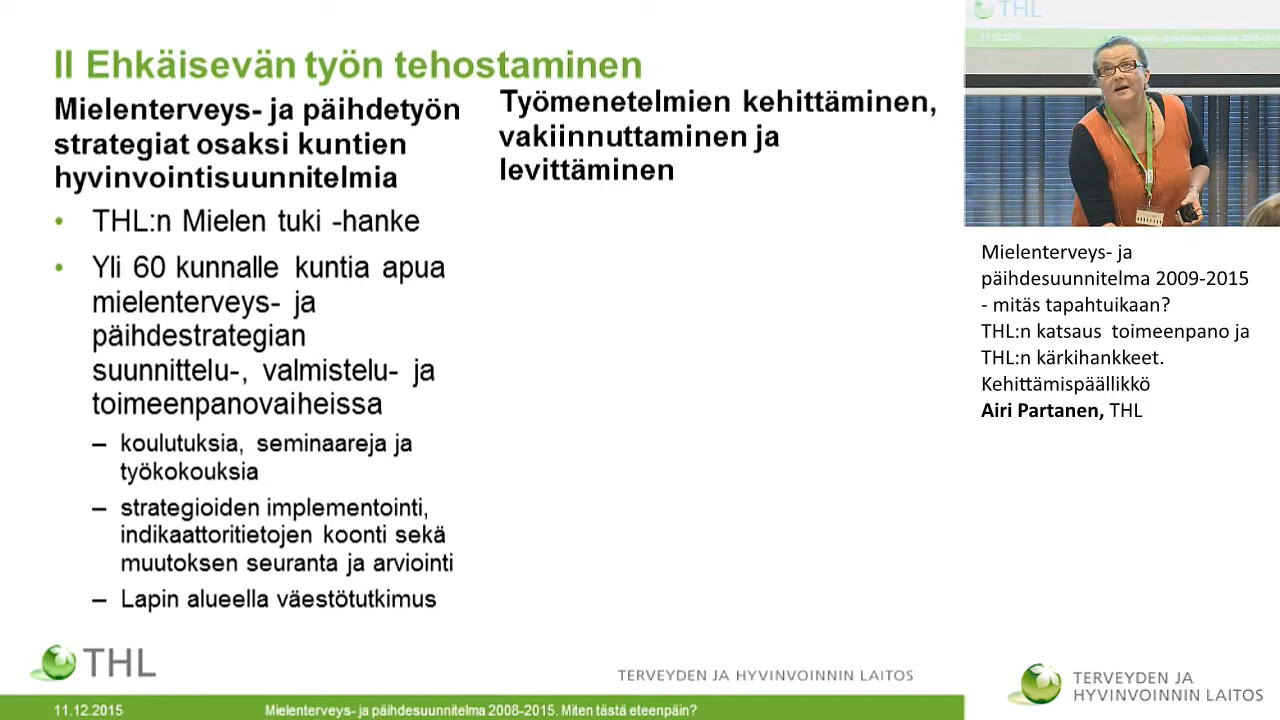 II Ehkäisevän työn tehostaminen
Mielenterveys- ja päihdetyön
strategiat osaksi kuntien
hyvinvointisuunnitelmia
• THL:n Mielen tuki -hanke
• Yli 60 kunnalle kuntia apua
mielenterveys- ja
päihdestrategian
suunnittelu-, valmistelu- ja
toimeenpanovaiheissa
– koulutuksia, seminaareja ja
työkokouksia
– strategioiden implementointi,
indikaattoritietojen koonti sekä
muutoksen seuranta ja arviointi
– Lapin alueella väestötutkimus
Työmenetelmien kehittäminen,
vakiinnuttaminen ja
levittäminen
THL
TERVEYDEN JA HYVINVOINNIN LAITOS
11.12.2015
Mielenterveys- ja päihdesuunnitelma 2008-2015. Miten tästä eteenpäin?
THL
11.12.2015
Mielenterveys- ja
päihdesuunnitelma 2009-2015
- mitäs tapahtuikaan?
THL:n katsaus toimeenpano ja
THL:n kärkihankkeet.
Kehittämispäällikkö
Airi Partanen, THL
TERVEYDEN JA
HYVINVOINNIN LAITOS